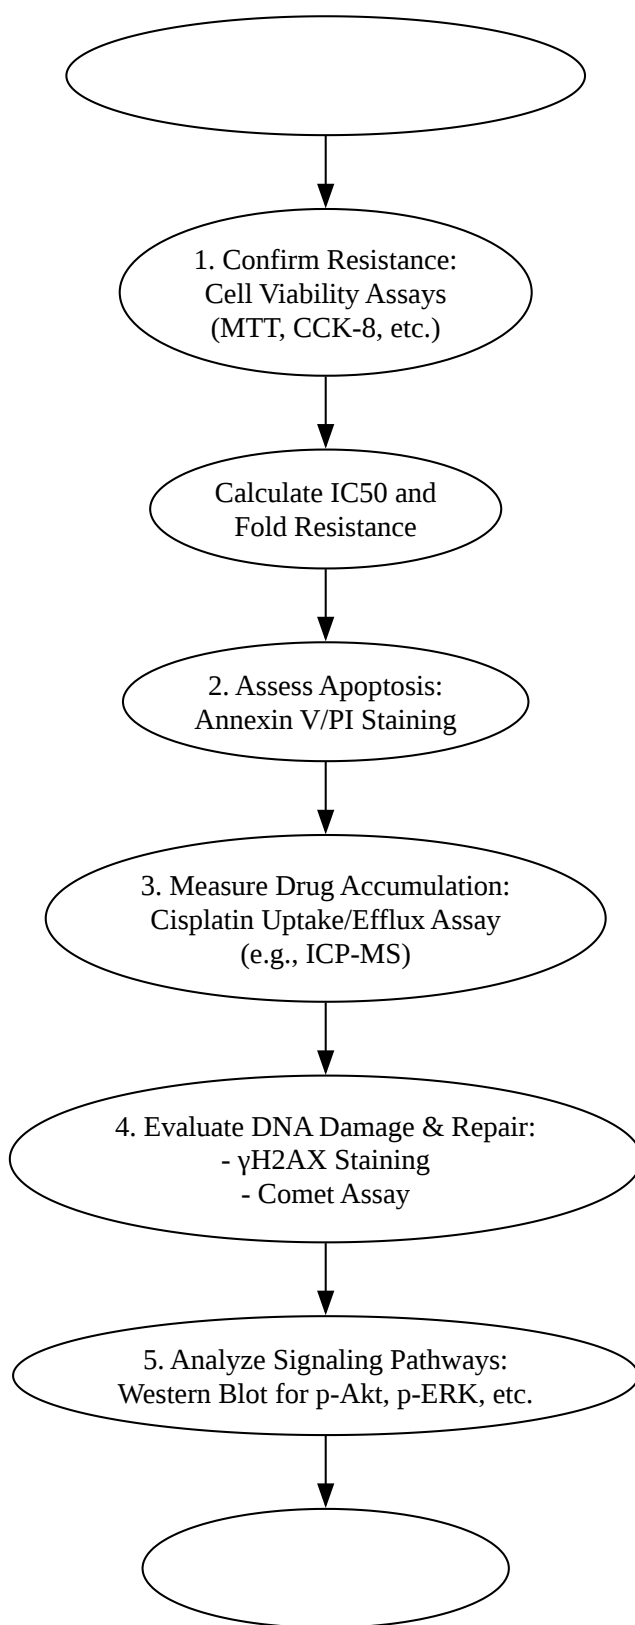 1. Confirm Resistance:
Cell Viability Assays
(MTT, CCK-8, etc.)
Calculate IC50 and
Fold Resistance
2. Assess Apoptosis:
Annexin V/PI Staining
3. Measure Drug Accumulation:
Cisplatin Uptake/Efflux Assay
(e.g., ICP-MS)
4. Evaluate DNA Damage & Repair:
- γH2AX Staining
- Comet Assay
5. Analyze Signaling Pathways:
Western Blot for p-Akt, p-ERK, etc.